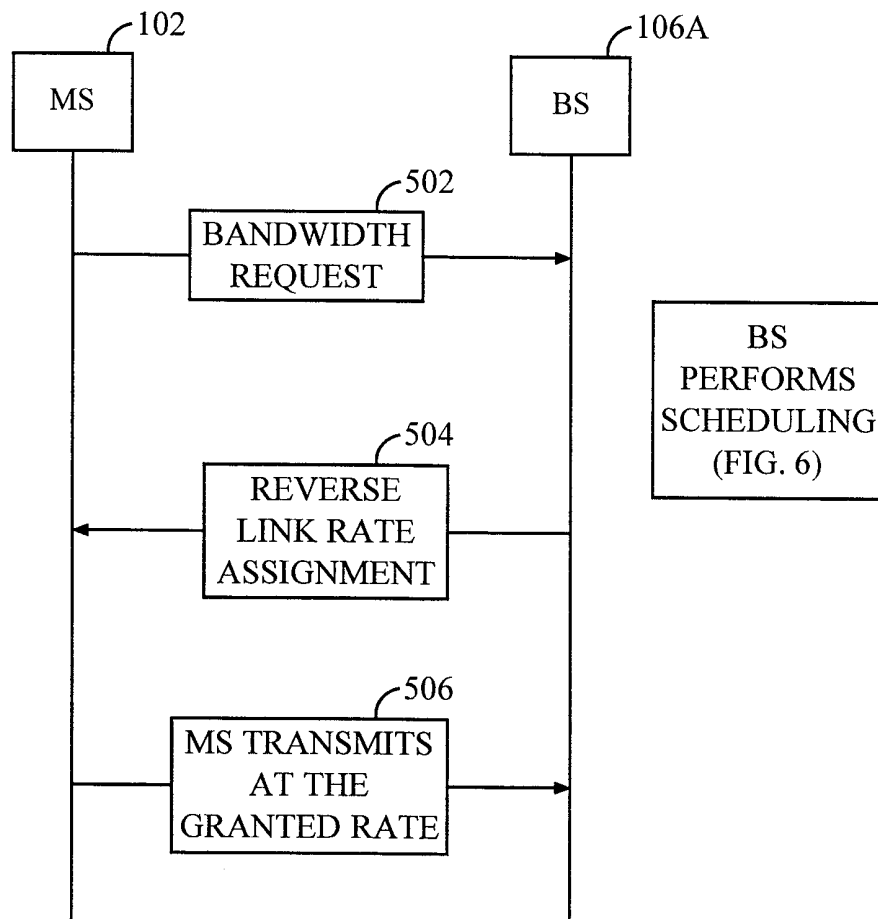 102
106A
MS
BS
502
BANDWIDTH
REQUEST
BS
PERFORMS
SCHEDULING
(FIG. 6)
504
REVERSE
LINK RATE
ASSIGNMENT
506
MS TRANSMITS
AT THE
GRANTED RATE